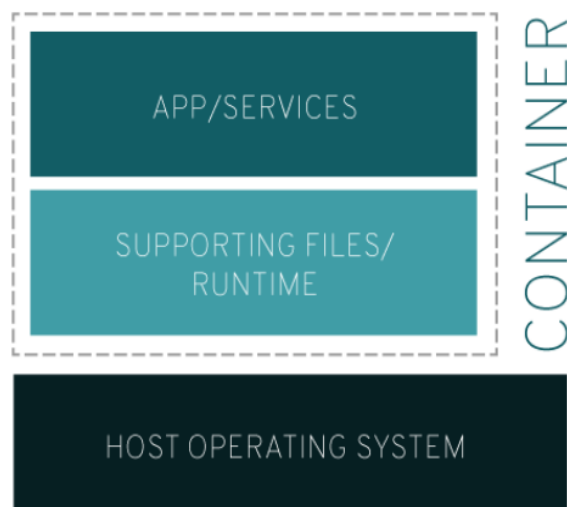 APP/SERVICES
SUPPORTING FILES/
RUNTIME
CONTAINER
HOST OPERATING SYSTEM